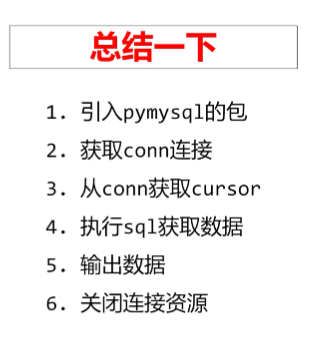 总结一下
1. 引入pymysql的包
2. 获取conn连接
3. 从conn获取cursor
4. 执行sql获取数据
5. 输出数据
6. 关闭连接资源